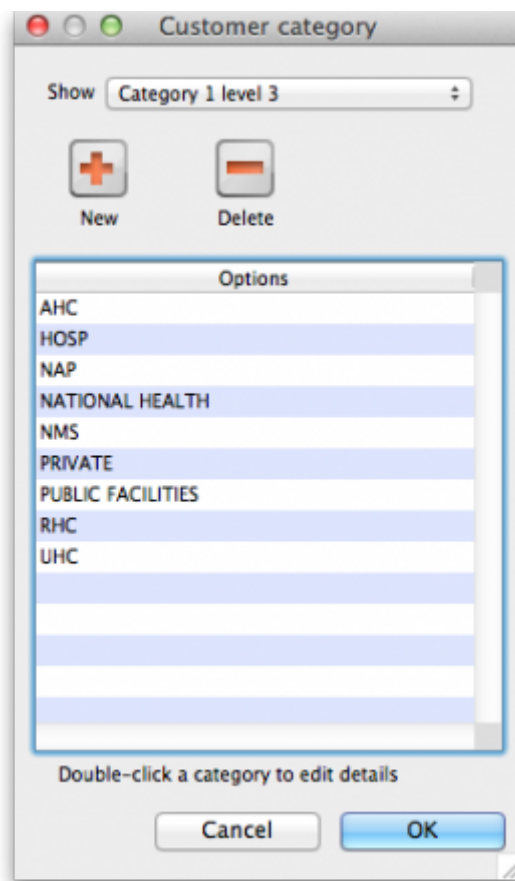 Customer category
Show Category 1 level 3
New Delete
Options
AHC
HOSP
NAP
NATIONAL HEALTH
NMS
PRIVATE
PUBLIC FACILITIES
RHC
UHC
Double-click a category to edit details
Cancel OK